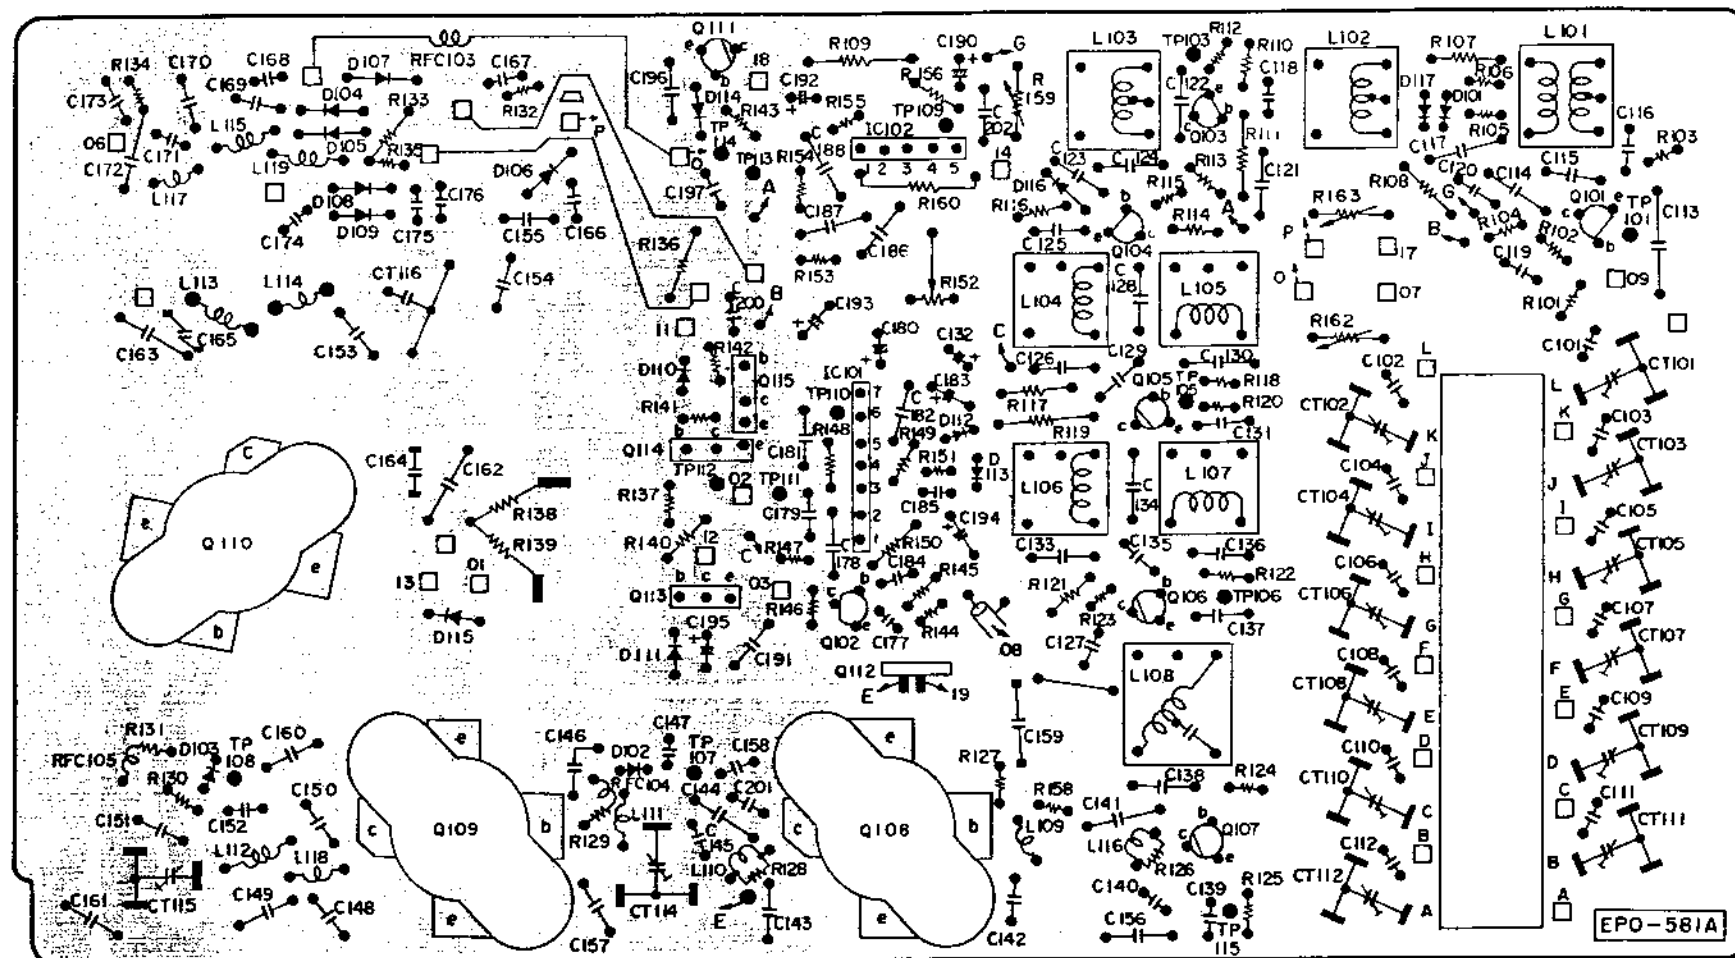 Q111
e c
b
18
R109
C190
G
L103
TP103
R112
R110
L102
R107
L101
R134
C170
C168
D107
RFC103
C167
C196
C192
R156
R
159
C
122
C118
D117
D101
R106
C173
C169
D104
R133
R132
D114
R143
R155
TP109
C
202
e
b
c
Q103
R111
R105
C116
R103
06
L115
C171
D105
R135
P
TP
114
TP113
IC102
1 2 3 4 5
14
C172
L119
D106
O
R154
C
188
C123
C124
R113
C121
C117
C120
C115
C114
L117
D108
C176
C197
A
R160
D116
R115
R163
R108
G
Q101
e
c
b
TP
101
C113
C174
D109
C175
C155
C166
R136
C187
C186
R116
C125
Q104
b
e
c
R114
A
P
17
B
R104
R102
C119
L113
L114
CT116
C154
R153
R152
L104
C
128
L105
O
07
09
R101
C163
C165
C153
11
C
200
B
C193
C180
C132
C
C126
C129
C130
R162
C101
R142
D110
b
c
e
Q115
IC101
TP110
7
6
5
4
3
2
1
C183
C
182
D112
R117
Q105
TP
105
R118
R120
C131
C102
L
CT101
CT102
L
K
C103
R141
b c e
Q114
TP112
R148
C181
R149
R151
D
113
R119
b
c e
K
J
CT103
C164
C162
C104
C
R138
R137
02
TP111
C179
C185
C194
L106
C
134
L107
CT104
J
I
C105
e
Q110
e
b
R139
R140
12
C
R147
C
178
R150
C184
R145
C133
C135
C136
I
H
CT105
C106
13
01
Q113
b c e
03
R146
R121
R122
Q106
TP106
CT106
H
G
C107
D115
C195
D111
C191
Q102
b
c
e
C177
R144
08
R123
b
c
e
C127
C137
G
F
CT107
C108
Q112
E
19
L108
CT108
F
E
C109
R131
RFC105
D103
TP
108
C160
C146
D102
C147
TP
107
C158
R127
C159
E
D
CT109
C110
R130
C150
C151
C152
e
c
Q109
b
e
RFC104
C144
C201
R129
L111
e
c
Q108
b
e
R158
C138
R124
CT110
D
C
C111
L112
L118
C
145
L110
R128
L109
C141
L116
R126
b
c
e
Q107
C
B
CT111
C112
C161
CT115
C149
C148
C157
CT114
E
C143
C142
C140
C156
C139
TP
115
R125
CT112
B
A
A
EPO-581A